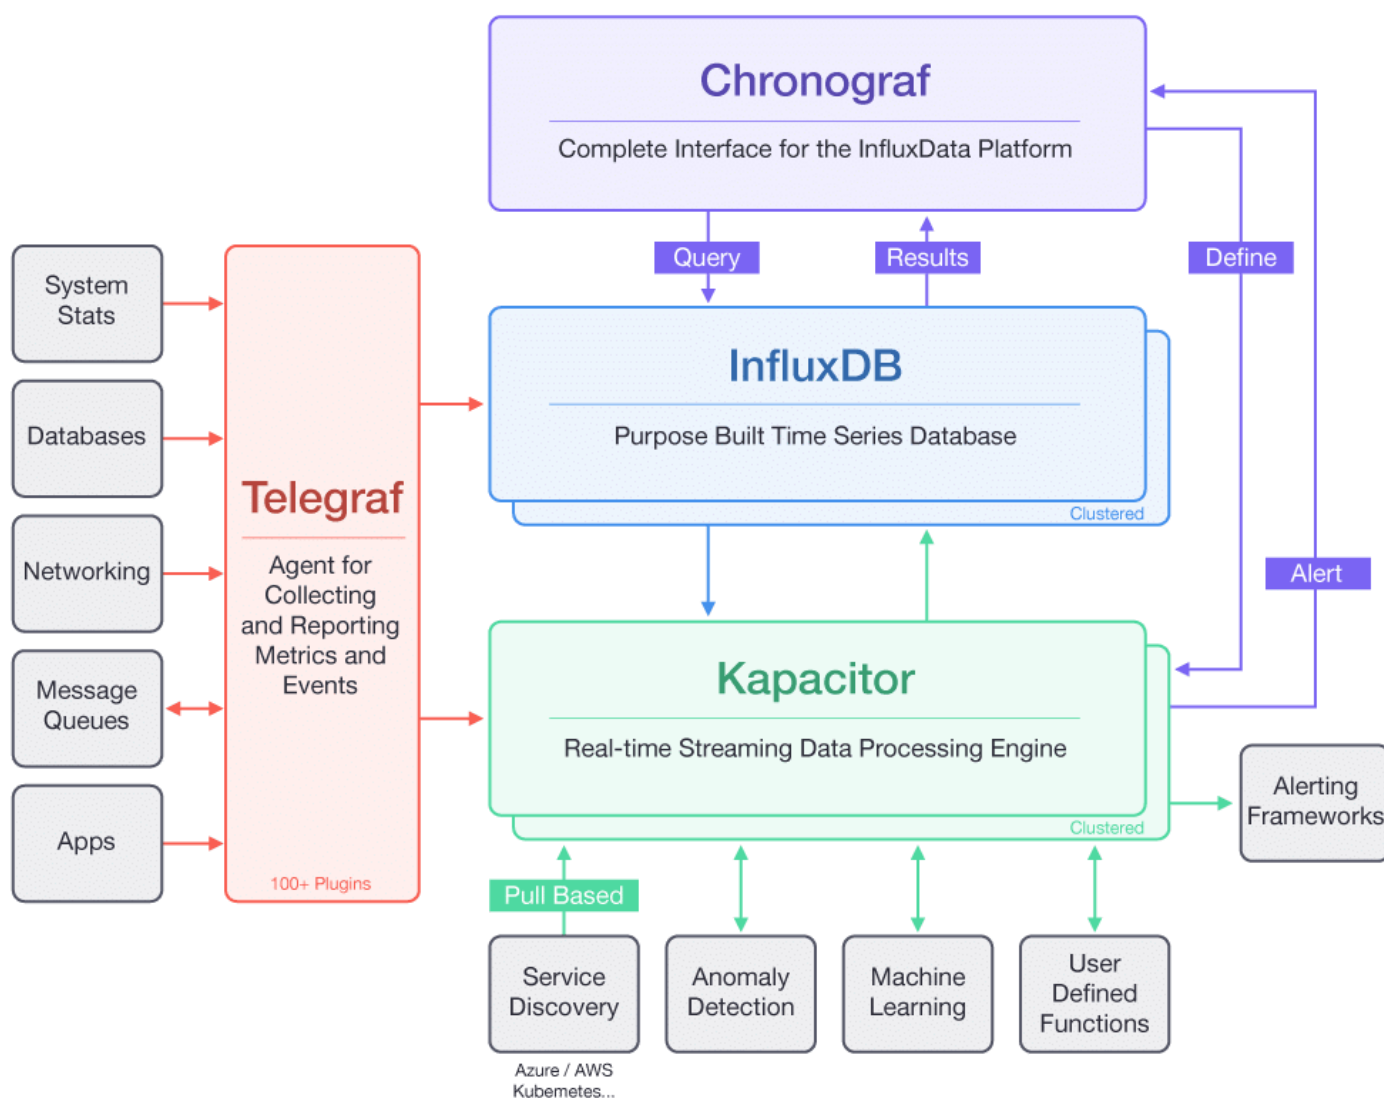 Chronograf
Complete Interface for the InfluxData Platform
Query
Results
Define
System
Stats
Databases
Networking
Message
Queues
Apps
Telegraf
Agent for
Collecting
and Reporting
Metrics and
Events
100+ Plugins
InfluxDB
Purpose Built Time Series Database
Clustered
Alert
Kapacitor
Real-time Streaming Data Processing Engine
Clustered
Alerting
Frameworks
Pull Based
Service
Discovery
Azure / AWS
Kubemetes...
Anomaly
Detection
Machine
Learning
User
Defined
Functions